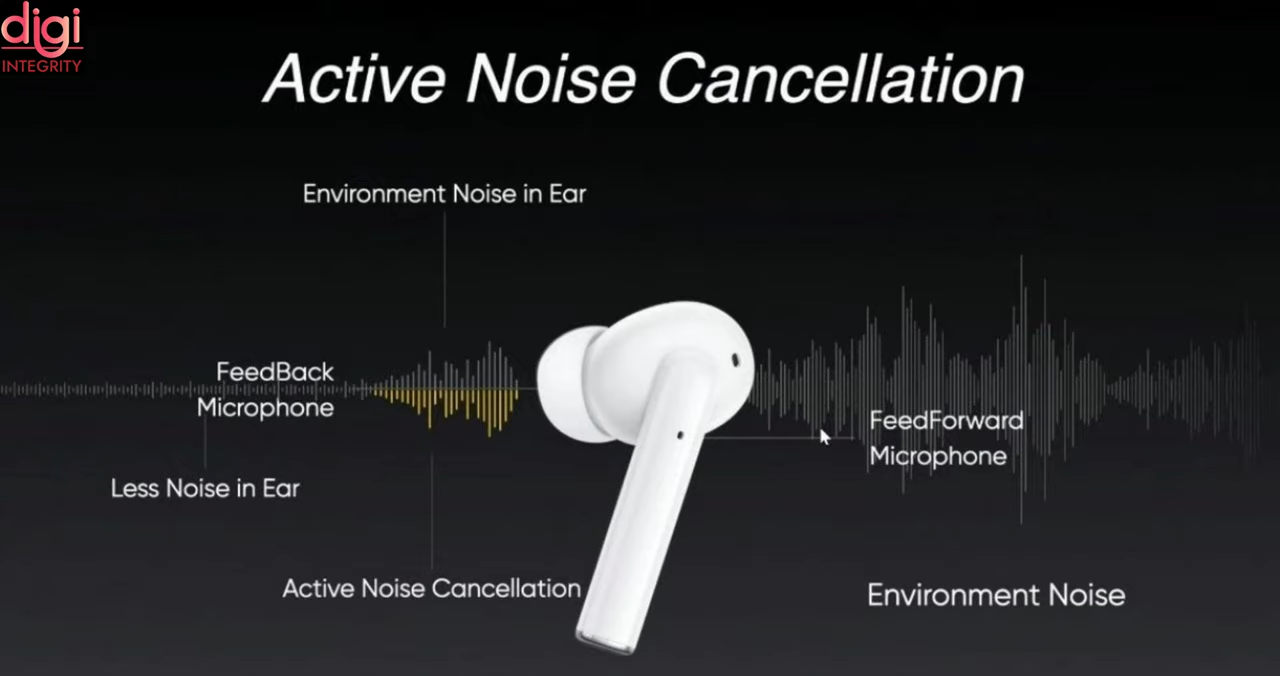 digi
INTEGRITY
Active Noise Cancellation
Environment Noise in Ear
FeedBack
Microphone
FeedForward
Microphone
Less Noise in Ear
Active Noise Cancellation
Environment Noise